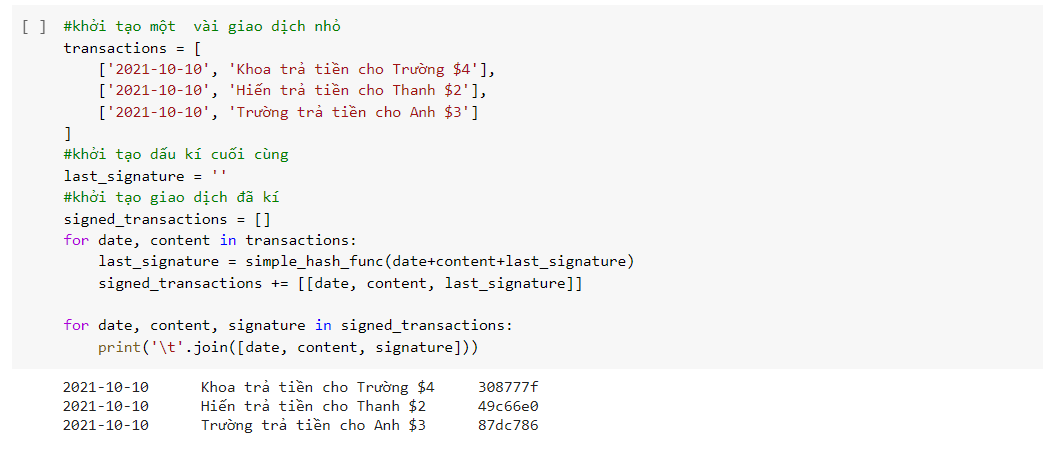 [ ] #khởi tạo một  vài giao dịch nhỏ
transactions = [
    ['2021-10-10', 'Khoa trả tiền cho Trường $4'],
    ['2021-10-10', 'Hiến trả tiền cho Thanh $2'],
    ['2021-10-10', 'Trường trả tiền cho Anh $3']
]
#khởi tạo dấu kí cuối cùng
last_signature = ''
#khởi tạo giao dịch đã kí
signed_transactions = []
for date, content in transactions:
    last_signature = simple_hash_func(date+content+last_signature)
    signed_transactions += [[date, content, last_signature]]

for date, content, signature in signed_transactions:
    print('\t'.join([date, content, signature]))
2021-10-10	Khoa trả tiền cho Trường $4	308777f
2021-10-10	Hiến trả tiền cho Thanh $2	49c66e0
2021-10-10	Trường trả tiền cho Anh $3	87dc786